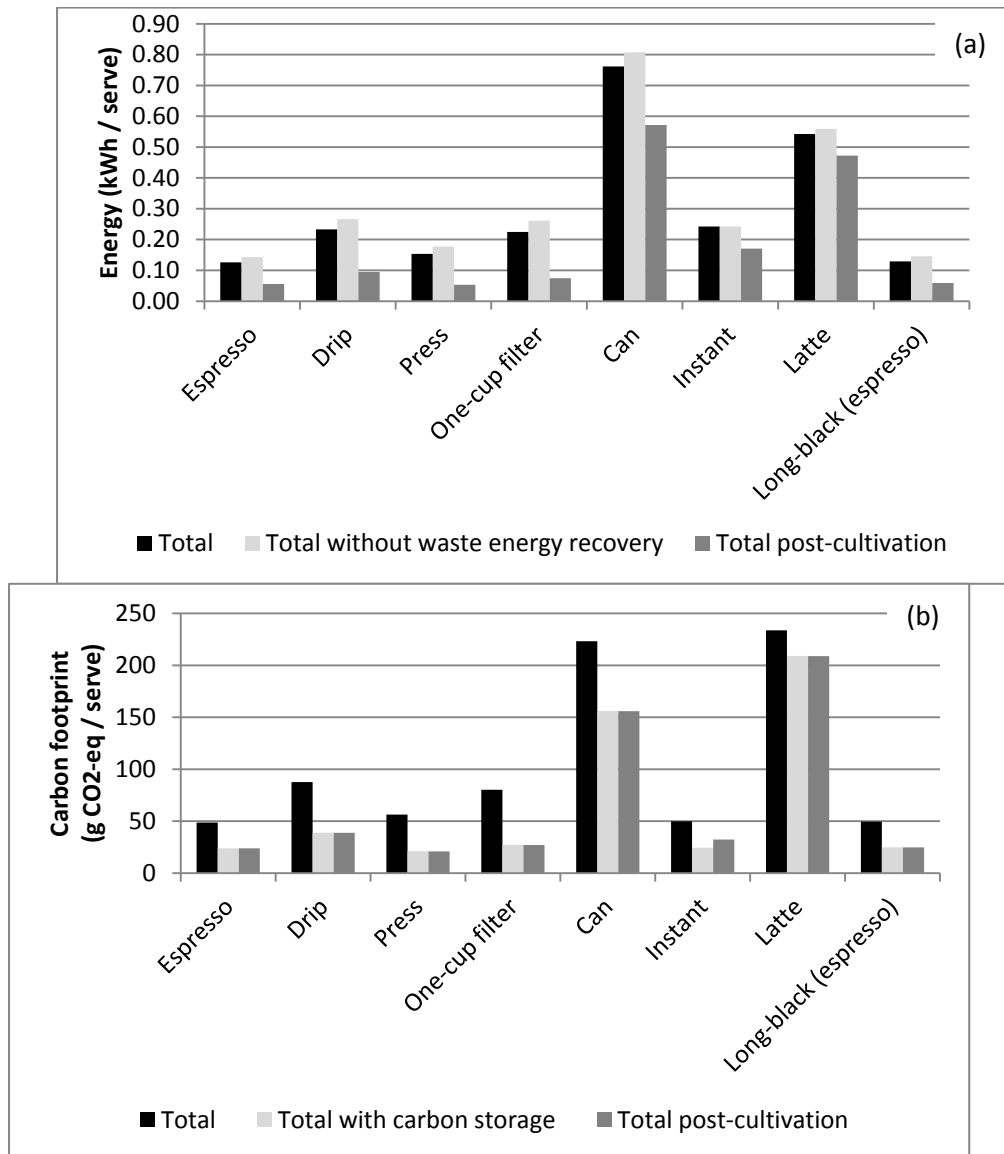 (a)
Energy (kWh / serve)
0.90
0.80
0.70
0.60
0.50
0.40
0.30
0.20
0.10
0.00
Espresso
Drip
Press
One-cup filter
Can
Instant
Latte
Long-black (espresso)
Total
Total without waste energy recovery
Total post-cultivation
(b)
Carbon footprint
(g CO2-eq / serve)
250
200
150
100
50
0
Espresso
Drip
Press
One-cup filter
Can
Instant
Latte
Long-black (espresso)
Total
Total with carbon storage
Total post-cultivation